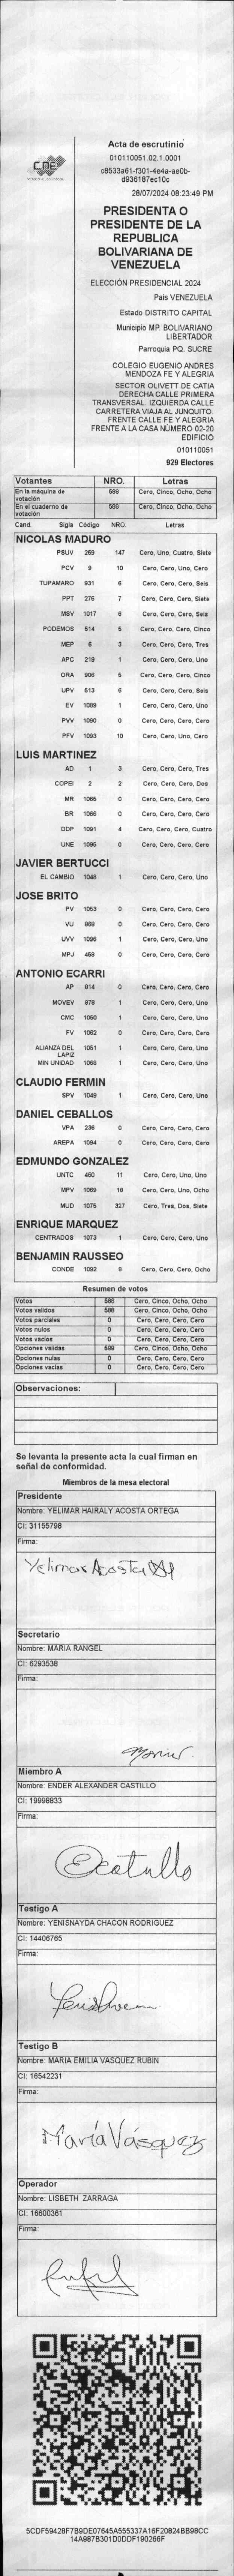 CNE
Acta de escrutinio
010110051.02.1.0001
c8533a61-f301-4e4a-ae0b-
d936187ec10c
28/07/2024 08:23:49 PM
PRESIDENTA O
PRESIDENTE DE LA
REPUBLICA
BOLIVARIANA DE
VENEZUELA
ELECCIÓN PRESIDENCIAL 2024
Pais VENEZUELA
Estado DISTRITO CAPITAL
Municipio MP. BOLIVARIANO
LIBERTADOR
Parroquia PQ. SUCRE
COLEGIO EUGENIO ANDRES
MENDOZA FE Y ALEGRIA
SECTOR OLIVETT DE CATIA
DERECHA CALLE PRIMERA
TRANSVERSAL. IZQUIERDA CALLE
CARRETERA VIAJA AL JUNQUITO.
FRENTE CALLE FE Y ALEGRIA
FRENTE A LA CASA NÚMERO 02-20
EDIFICIO
010110051
929 Electores
Votantes NRO. Letras
En la máquina de votación 588 Cero, Cinco, Ocho, Ocho
En el cuaderno de votación 588 Cero, Cinco, Ocho, Ocho
Cand. Sigla Código NRO. Letras
NICOLAS MADURO
PSUV 269 147 Cero, Uno, Cuatro, Siete
PCV 9 10 Cero, Cero, Uno, Cero
TUPAMARO 931 6 Cero, Cero, Cero, Seis
PPT 276 7 Cero, Cero, Cero, Siete
MSV 1017 6 Cero, Cero, Cero, Seis
PODEMOS 514 5 Cero, Cero, Cero, Cinco
MEP 6 3 Cero, Cero, Cero, Tres
APC 219 1 Cero, Cero, Cero, Uno
ORA 906 5 Cero, Cero, Cero, Cinco
UPV 513 6 Cero, Cero, Cero, Seis
EV 1089 1 Cero, Cero, Cero, Uno
PVV 1090 0 Cero, Cero, Cero, Cero
PFV 1093 10 Cero, Cero, Uno, Cero
LUIS MARTINEZ
AD 1 3 Cero, Cero, Cero, Tres
COPEI 2 2 Cero, Cero, Cero, Dos
MR 1065 0 Cero, Cero, Cero, Cero
BR 1056 0 Cero, Cero, Cero, Cero
DDP 1091 4 Cero, Cero, Cero, Cuatro
UNE 1095 0 Cero, Cero, Cero, Cero
JAVIER BERTUCCI
EL CAMBIO 1048 1 Cero, Cero, Cero, Uno
JOSE BRITO
PV 1053 0 Cero, Cero, Cero, Cero
VU 869 0 Cero, Cero, Cero, Cero
UVV 1096 1 Cero, Cero, Cero, Uno
MPJ 458 0 Cero, Cero, Cero, Cero
ANTONIO ECARRI
AP 814 0 Cero, Cero, Cero, Cero
MOVEV 879 1 Cero, Cero, Cero, Uno
CMC 1050 1 Cero, Cero, Cero, Uno
FV 1062 0 Cero, Cero, Cero, Cero
ALIANZA DEL LAPIZ 1051 1 Cero, Cero, Cero, Uno
MIN UNIDAD 1068 1 Cero, Cero, Cero, Uno
CLAUDIO FERMIN
SPV 1049 1 Cero, Cero, Cero, Uno
DANIEL CEBALLOS
VPA 236 0 Cero, Cero, Cero, Cero
AREPA 1094 0 Cero, Cero, Cero, Cero
EDMUNDO GONZALEZ
UNTC 460 11 Cero, Cero, Uno, Uno
MPV 1069 18 Cero, Cero, Uno, Ocho
MUD 1075 327 Cero, Tres, Dos, Siete
ENRIQUE MARQUEZ
CENTRADOS 1073 1 Cero, Cero, Cero, Uno
BENJAMIN RAUSSEO
CONDE 1092 8 Cero, Cero, Cero, Ocho
Resumen de votos
Votos 588 Cero, Cinco, Ocho, Ocho
Votos validos 588 Cero, Cinco, Ocho, Ocho
Votos parciales 0 Cero, Cero, Cero, Cero
Votos nulos 0 Cero, Cero, Cero, Cero
Votos vacios 0 Cero, Cero, Cero, Cero
Opciones validas 588 Cero, Cinco, Ocho, Ocho
Opciones nulas 0 Cero, Cero, Cero, Cero
Opciones vacias 0 Cero, Cero, Cero, Cero
Observaciones:
Se levanta la presente acta la cual firman en
señal de conformidad.
Miembros de la mesa electoral
Presidente
Nombre: YELIMAR HAIRALY ACOSTA ORTEGA
CI: 31155798
Firma:
Yelimar Acosta
Secretario
Nombre: MARIA RANGEL
CI: 6293538
Firma:
Miembro A
Nombre: ENDER ALEXANDER CASTILLO
CI: 19998833
Firma:
Testigo A
Nombre: YENISNAYDA CHACON RODRIGUEZ
CI: 14406765
Firma:
Testigo B
Nombre: MARIA EMILIA VASQUEZ RUBIN
CI: 16542231
Firma:
María Vásquez
Operador
Nombre: LISBETH ZARRAGA
CI: 16600361
Firma:
5CDF59428F7B9DE07645A555337A16F20824BB98CC
14A987B301D0DDF190266F